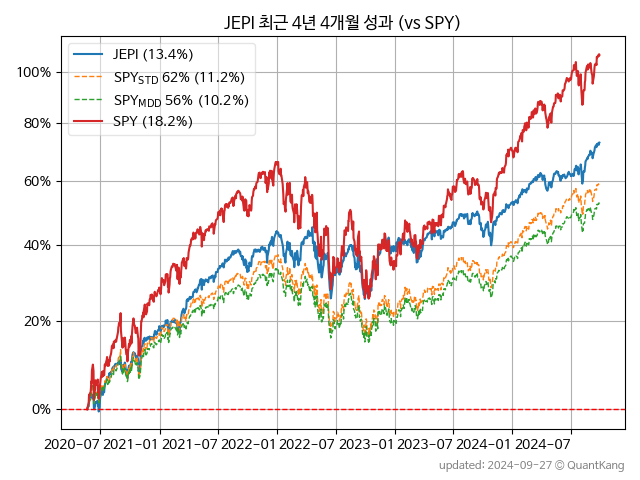 JEPI 최근 4년 4개월 성과 (vs SPY)
JEPI (13.4%)
SPYSTD 62% (11.2%)
SPYMDD 56% (10.2%)
SPY (18.2%)
100%
80%
60%
40%
20%
0%
2020-07 2021-01 2021-07 2022-01 2022-07 2023-01 2023-07 2024-01 2024-07
updated: 2024-09-27 © QuantKang